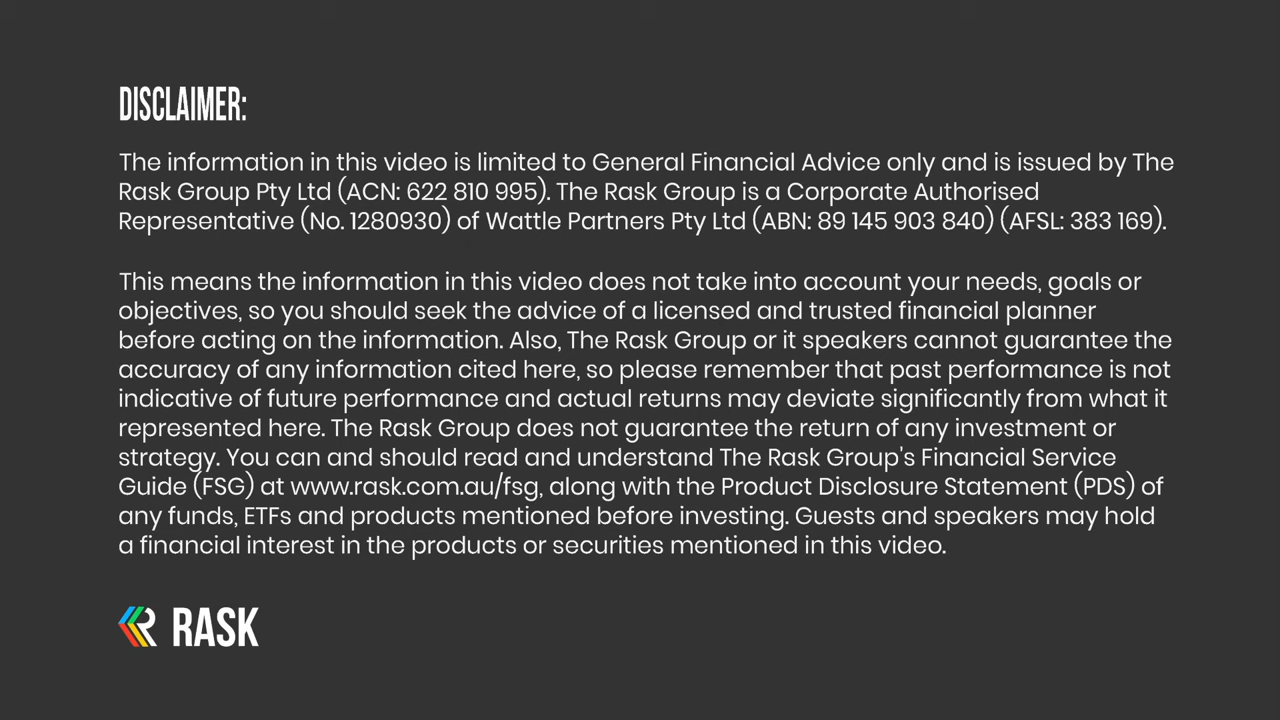 DISCLAIMER:
The information in this video is limited to General Financial Advice only and is issued by The
Rask Group Pty Ltd (ACN: 622 810 995). The Rask Group is a Corporate Authorised
Representative (No. 1280930) of Wattle Partners Pty Ltd (ABN: 89 145 903 840) (AFSL: 383 169).
This means the information in this video does not take into account your needs, goals or
objectives, so you should seek the advice of a licensed and trusted financial planner
before acting on the information. Also, The Rask Group or it speakers cannot guarantee the
accuracy of any information cited here, so please remember that past performance is not
indicative of future performance and actual returns may deviate significantly from what it
represented here. The Rask Group does not guarantee the return of any investment or
strategy. You can and should read and understand The Rask Group's Financial Service
Guide (FSG) at www.rask.com.au/fsg, along with the Product Disclosure Statement (PDS) of
any funds, ETFs and products mentioned before investing. Guests and speakers may hold
a financial interest in the products or securities mentioned in this video.
RASK